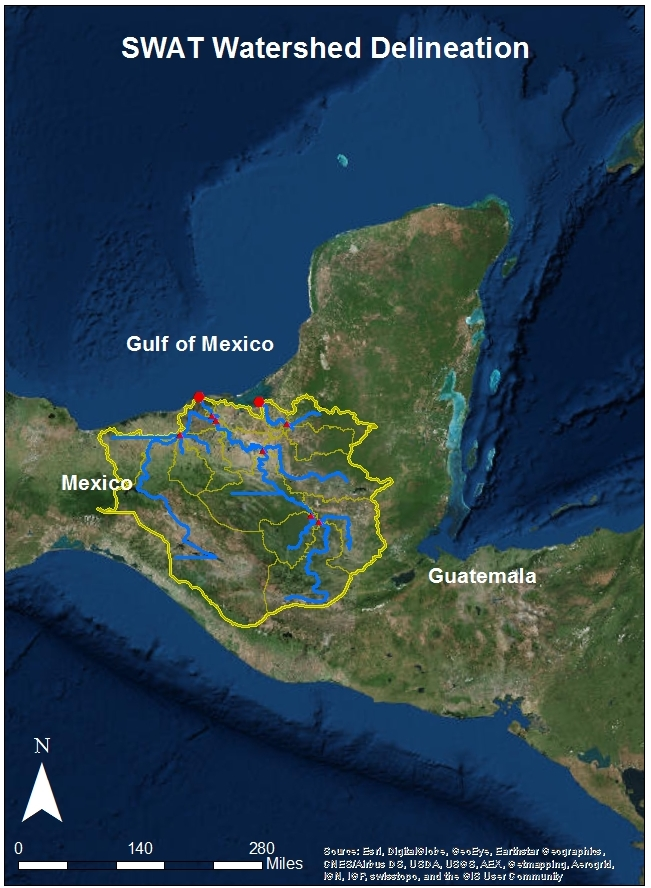 SWAT Watershed Delineation
Gulf of Mexico
Mexico
Guatemala
N
0 140 280
Miles
Source: Esri, DigitalGlobe, GeoEye, Earthstar Geographics,
CNES/Airbus DS, USDA, USGS, AEX, Getmapping, Aerogrid,
IGN, IGP, swisstopo, and the GIS User Community